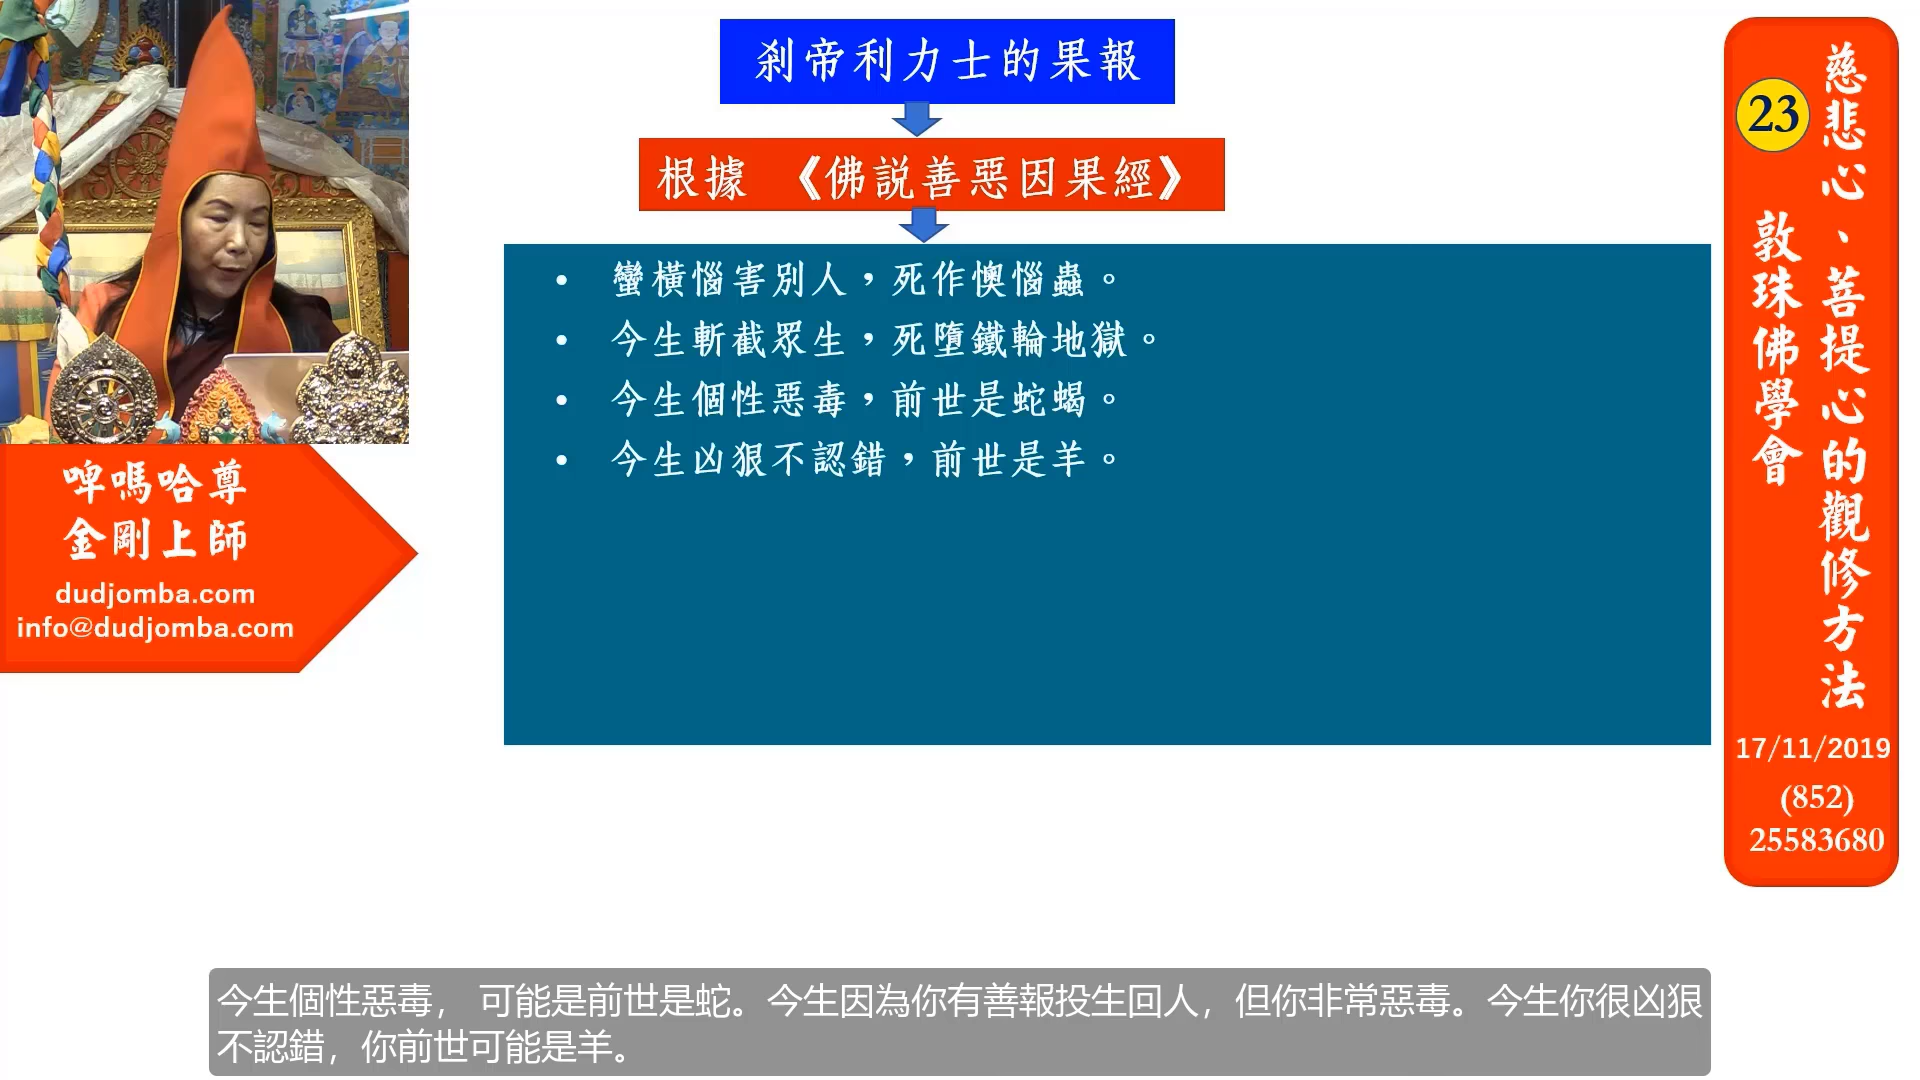 剎帝利力士的果報
根據 《佛説善惡因果經》
• 蠻橫惱害別人，死作懊惱蟲。
• 今生斬截眾生，死墮鐵輪地獄。
• 今生個性惡毒，前世是蛇蝎。
• 今生凶狠不認錯，前世是羊。
啤嗎哈尊
金剛上師
dudjomba.com
info@dudjomba.com
慈悲心、菩提心的觀修方法
23
敦珠佛學會
17/11/2019
(852)
25583680
今生個性惡毒， 可能是前世是蛇。今生因為你有善報投生回人，但你非常惡毒。今生你很凶狠
不認錯，你前世可能是羊。